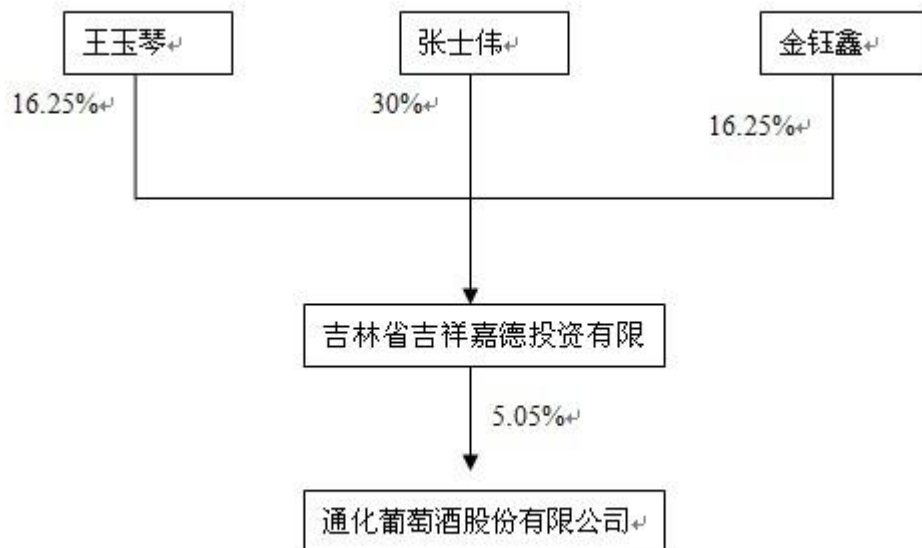 王玉琴↵
张士伟↵
金钰鑫↵
16.25%↵
30%↵
16.25%↵
吉林省吉祥嘉德投资有限
5.05%↵
通化葡萄酒股份有限公司↵